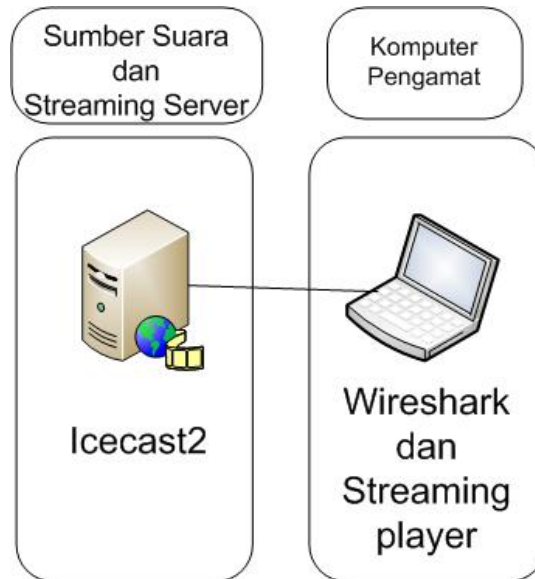 Sumber Suara
dan
Streaming Server
Komputer
Pengamat
Icecast2
Wireshark
dan
Streaming
player